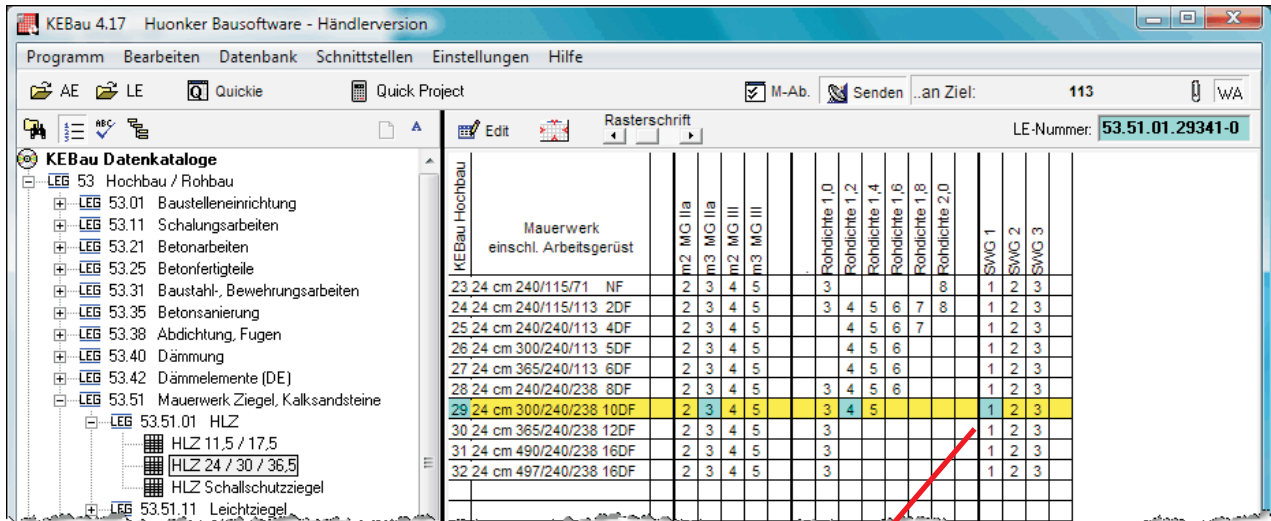 KEBau 4.17 Huonker Bausoftware - Händlerversion
Programm Bearbeiten Datenbank Schnittstellen Einstellungen Hilfe
AE LE Q Quickie Quick Project M-Ab. Senden ..an Ziel: 113 WA
ABC A Edit Rasterschrift LE-Nummer: 53.51.01.29341-0
KEBau Datenkataloge
LEG 53 Hochbau / Rohbau
LEG 53.01 Baustelleneinrichtung
LEG 53.11 Schalungsarbeiten
LEG 53.21 Betonarbeiten
LEG 53.25 Betonfertigteile
LEG 53.31 Baustahl-, Bewehrungsarbeiten
LEG 53.35 Betonsanierung
LEG 53.38 Abdichtung, Fugen
LEG 53.40 Dämmung
LEG 53.42 Dämmelemente (DE)
LEG 53.51 Mauerwerk Ziegel, Kalksandsteine
LEG 53.51.01 HLZ
HLZ 11,5 / 17,5
HLZ 24 / 30 / 36,5
HLZ Schallschutzziegel
LEG 53.51.11 Leichtziegel
KEBau Hochbau
Mauerwerk
einschl. Arbeitsgerüst
m2 MG IIa
m3 MG IIa
m2 MG III
m3 MG III
.
Rohdichte 1,0
Rohdichte 1,2
Rohdichte 1,4
Rohdichte 1,6
Rohdichte 1,8
Rohdichte 2,0
SWG 1
SWG 2
SWG 3
23 24 cm 240/115/71 NF 2 3 4 5 3 8 1 2 3
24 24 cm 240/115/113 2DF 2 3 4 5 3 4 5 6 7 8 1 2 3
25 24 cm 240/240/113 4DF 2 3 4 5 4 5 6 7 1 2 3
26 24 cm 300/240/113 5DF 2 3 4 5 4 5 6 1 2 3
27 24 cm 365/240/113 6DF 2 3 4 5 4 5 6 1 2 3
28 24 cm 240/240/238 8DF 2 3 4 5 3 4 5 6 1 2 3
29 24 cm 300/240/238 10DF 2 3 4 5 3 4 5 1 2 3
30 24 cm 365/240/238 12DF 2 3 4 5 3 1 2 3
31 24 cm 490/240/238 16DF 2 3 4 5 3 1 2 3
32 24 cm 497/240/238 16DF 2 3 4 5 3 1 2 3